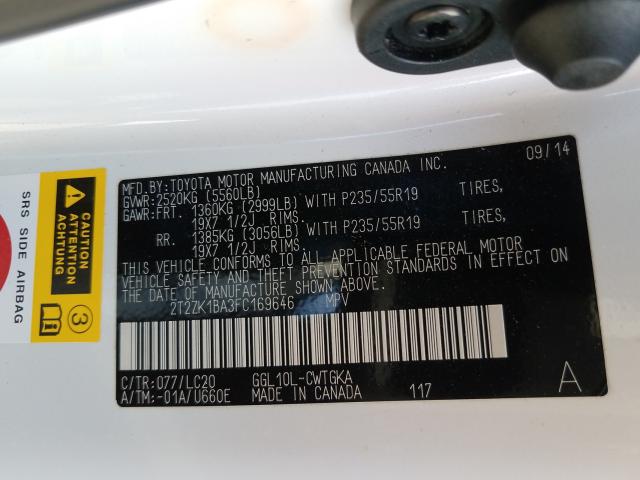 09/14
MFD.BY:TOYOTA MOTOR MANUFACTURING CANADA INC.
GVWR:2520KG (5560LB)
GAWR:FRT. 1360KG (2999LB) WITH P235/55R19 TIRES,
19X7 1/2J RIMS.
RR. 1385KG (3056LB) WITH P235/55R19 TIRES,
19X7 1/2J RIMS.
THIS VEHICLE CONFORMS TO ALL APPLICABLE FEDERAL MOTOR
VEHICLE SAFETY AND THEFT PREVENTION STANDARDS IN EFFECT ON
THE DATE OF MANUFACTURE SHOWN ABOVE.
2T2ZK1BA3FC169646 MPV
C/TR:077/LC20 GGL10L-CWTGKA
A/TM:-01A/U660E MADE IN CANADA 117
A
SRS SIDE AIRBAG
CAUTION
ACHTUNG
3